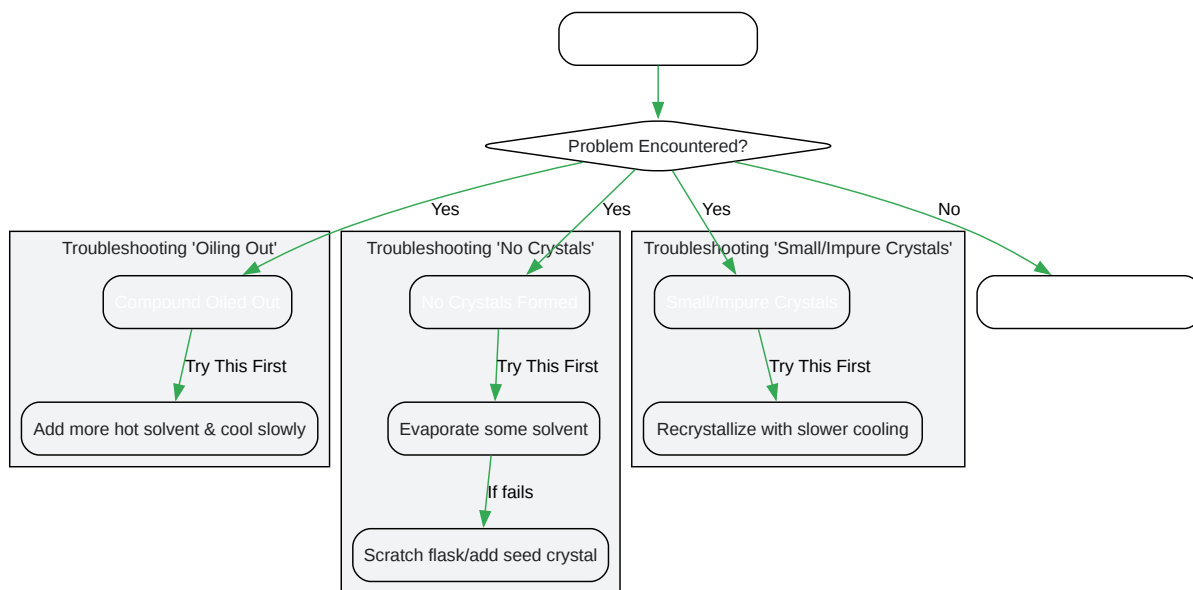 Problem Encountered?
Yes
Yes
Yes
No
Troubleshooting 'Oiling Out'
Troubleshooting 'No Crystals'
Troubleshooting 'Small/Impure Crystals'
Compound Oiled Out
No Crystals Formed
Small/Impure Crystals
Try This First
Try This First
Try This First
Add more hot solvent & cool slowly
Evaporate some solvent
Recrystallize with slower cooling
If fails
Scratch flask/add seed crystal